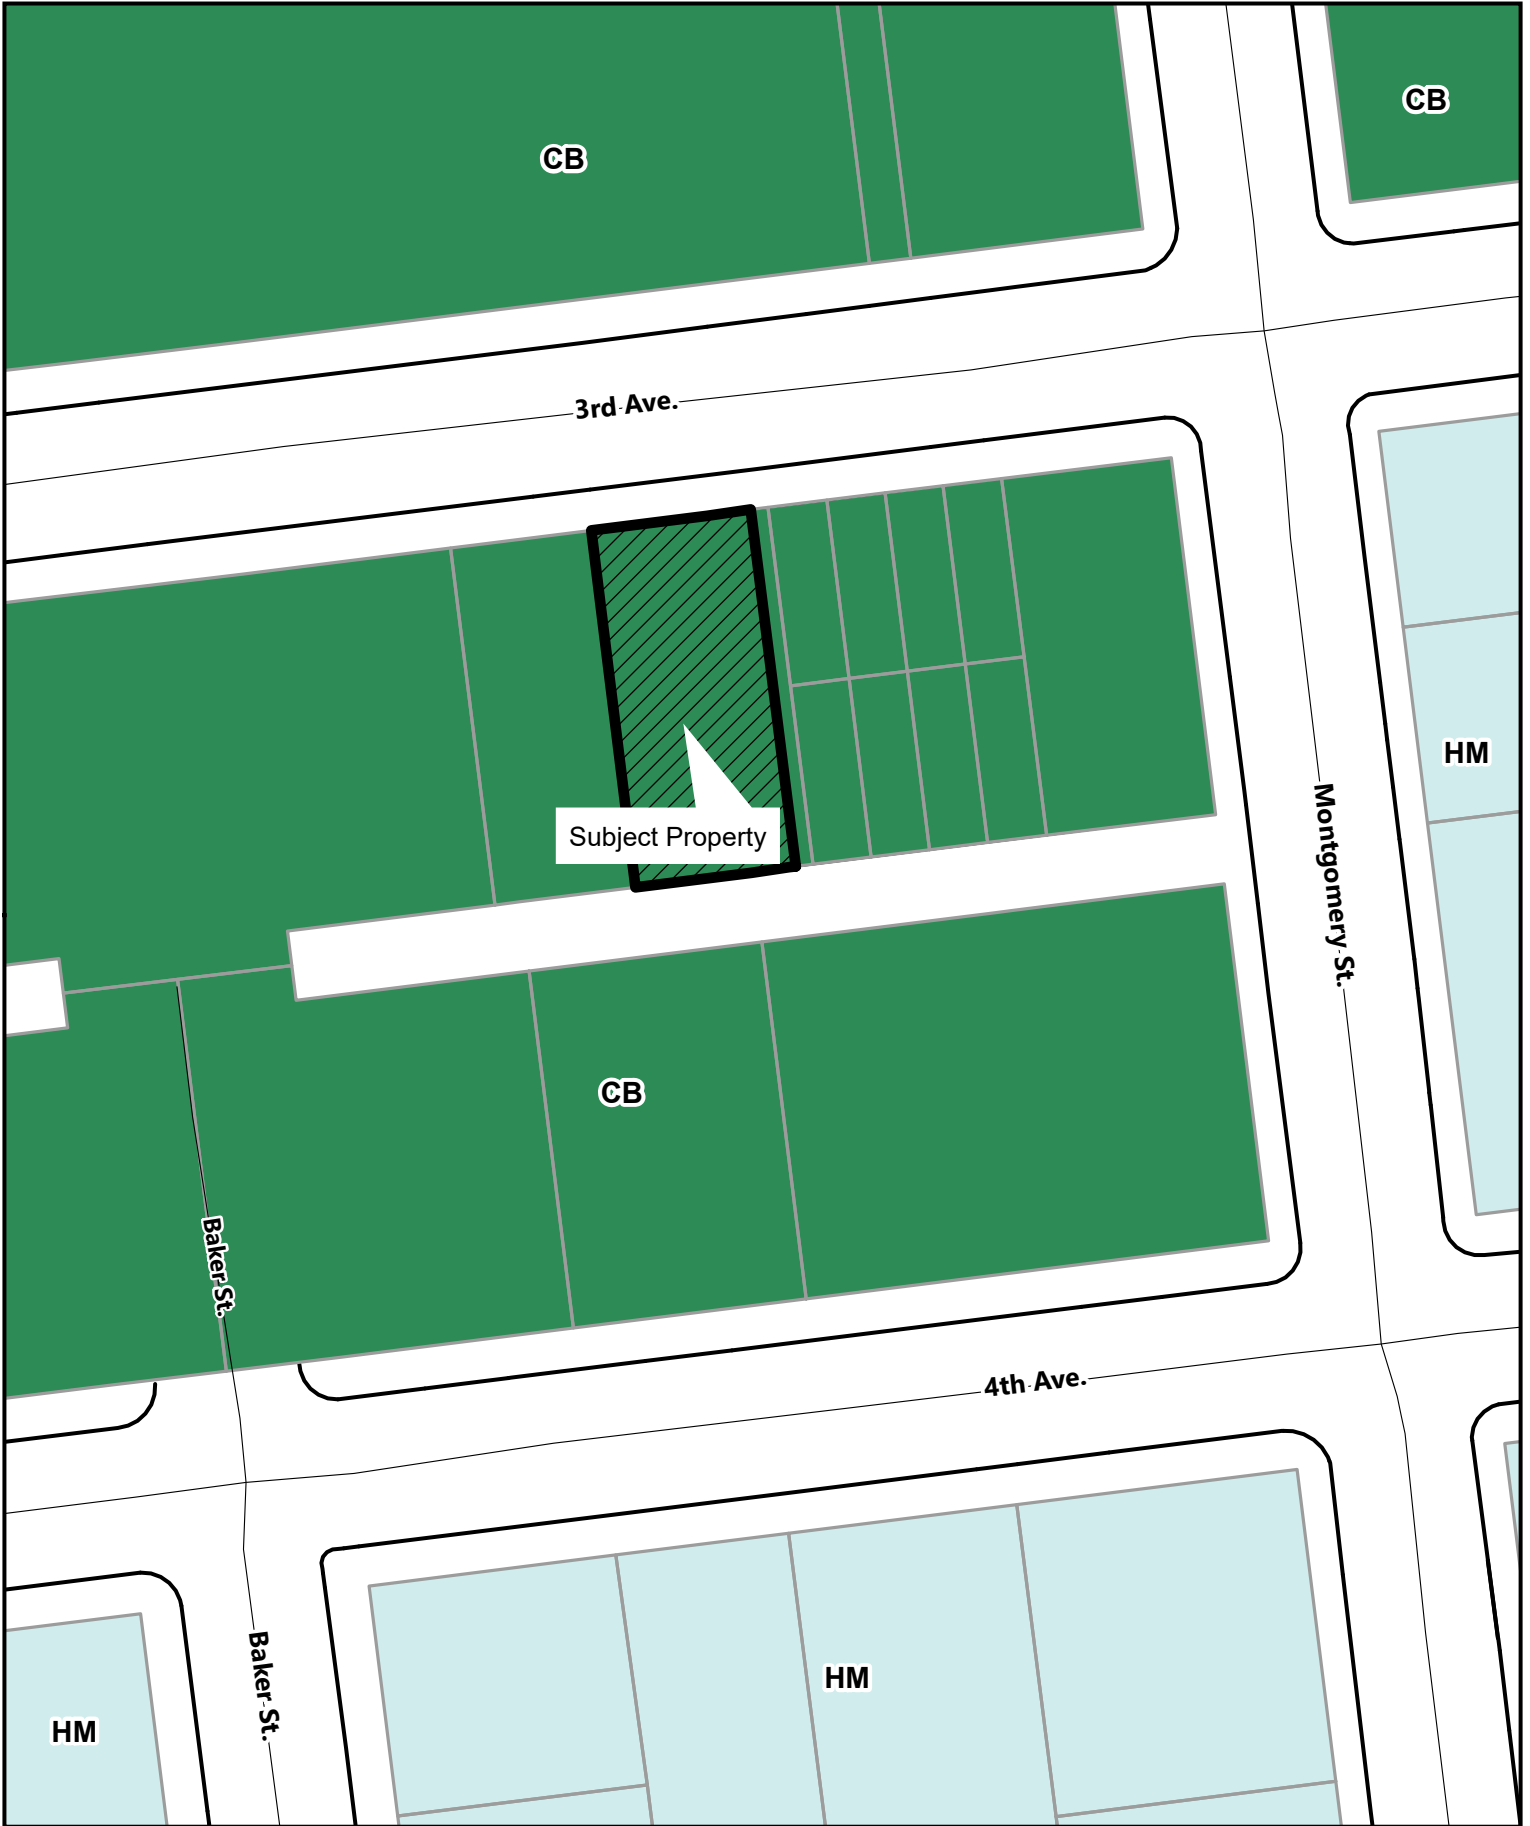 CB
CB
3rd Ave.
HM
Montgomery St.
Subject Property
CB
Baker St.
4th Ave.
HM
Baker St.
HM